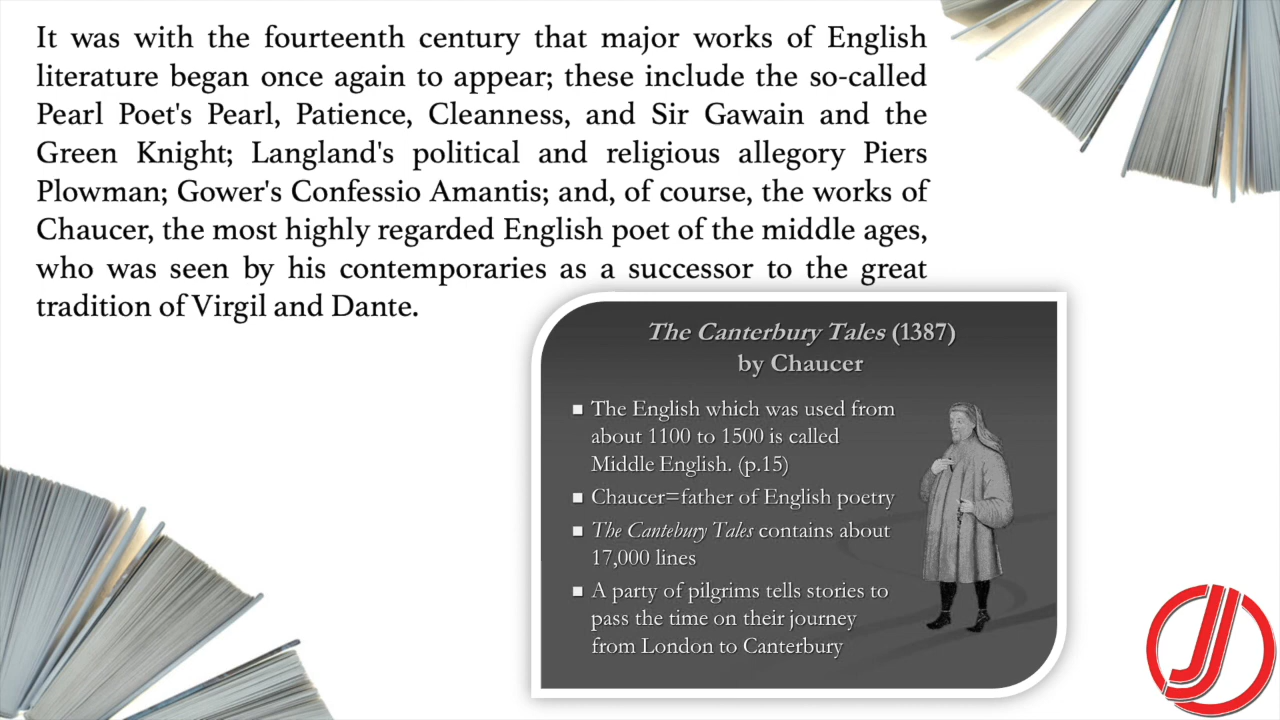 It was with the fourteenth century that major works of English
literature began once again to appear; these include the so-called
Pearl Poet's Pearl, Patience, Cleanness, and Sir Gawain and the
Green Knight; Langland's political and religious allegory Piers
Plowman; Gower's Confessio Amantis; and, of course, the works of
Chaucer, the most highly regarded English poet of the middle ages,
who was seen by his contemporaries as a successor to the great
tradition of Virgil and Dante.
The Canterbury Tales (1387)
by Chaucer
■ The English which was used from
about 1100 to 1500 is called
Middle English. (p.15)
■ Chaucer=father of English poetry
■ The Cantebury Tales contains about
17,000 lines
■ A party of pilgrims tells stories to
pass the time on their journey
from London to Canterbury